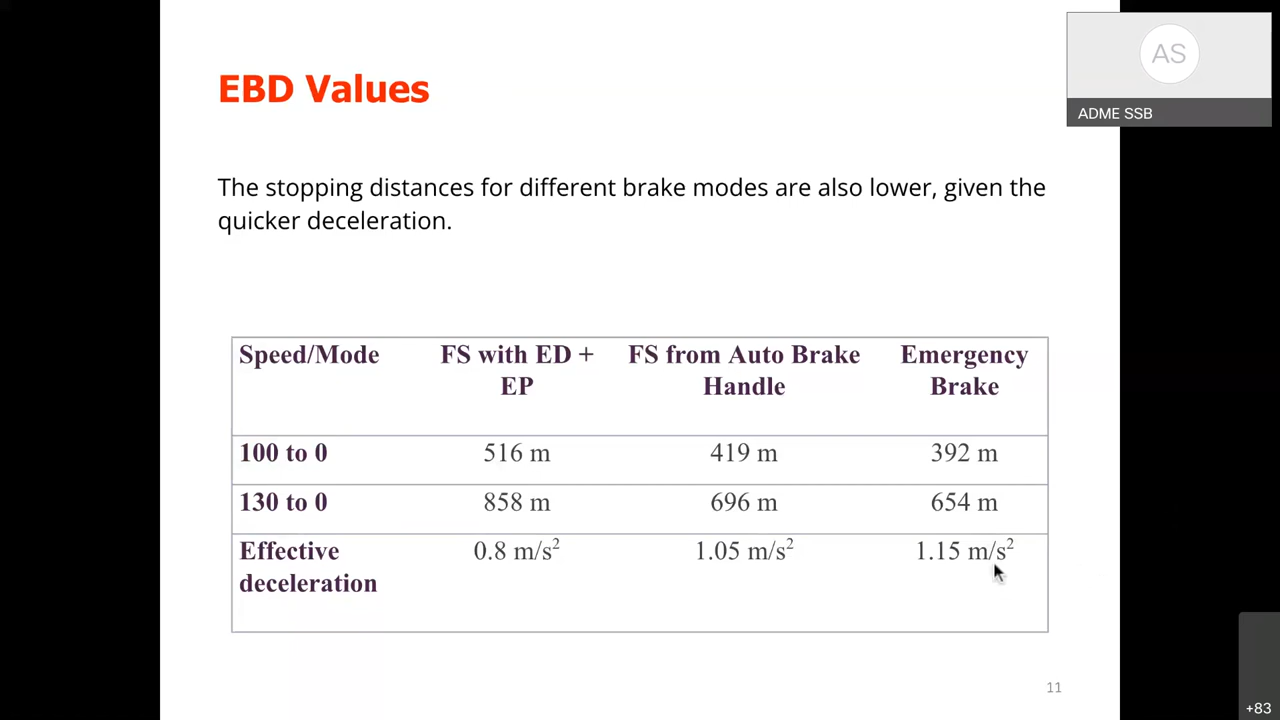 EBD Values
AS
ADME SSB
The stopping distances for different brake modes are also lower, given the
quicker deceleration.
Speed/Mode FS with ED + FS from Auto Brake Emergency
EP Handle Brake
100 to 0 516 m 419 m 392 m
130 to 0 858 m 696 m 654 m
Effective 0.8 m/s² 1.05 m/s² 1.15 m/s²
deceleration
11
+83